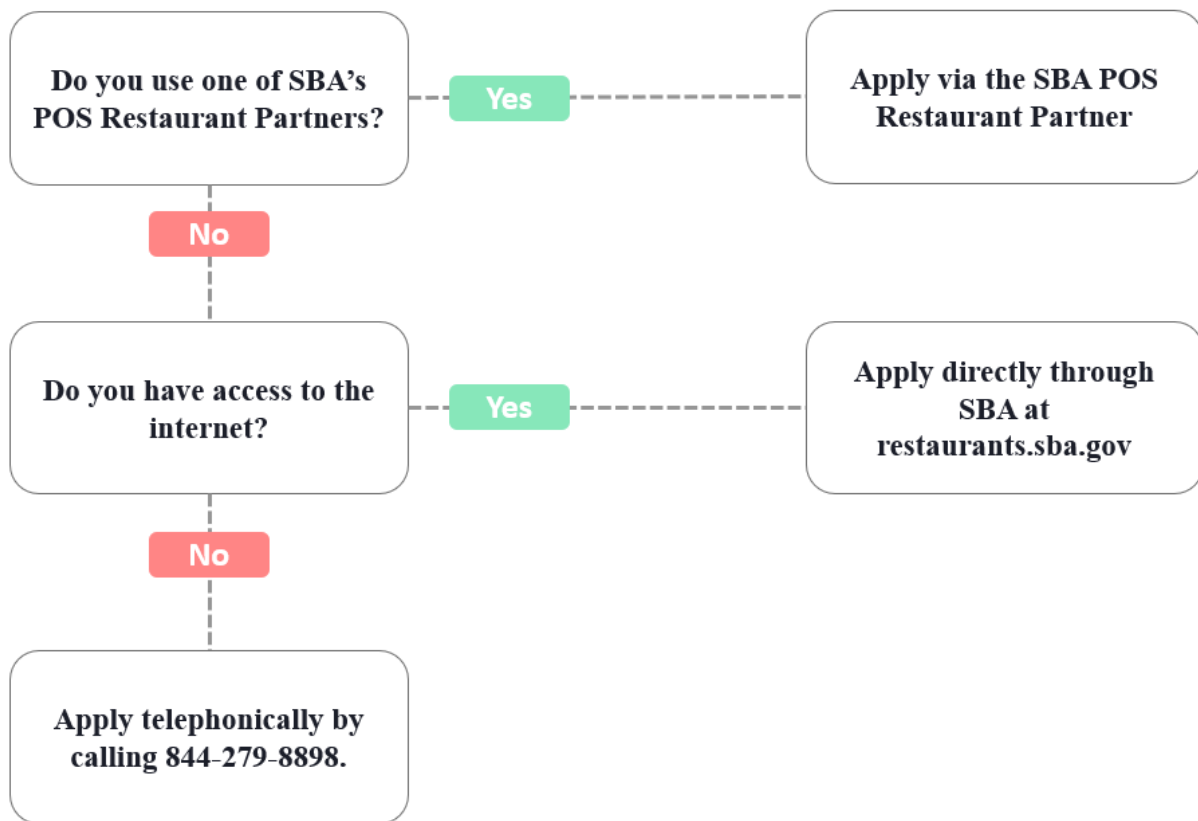 Do you use one of SBA’s
POS Restaurant Partners?
Yes
Apply via the SBA POS
Restaurant Partner
No
Do you have access to the
internet?
Yes
Apply directly through
SBA at
restaurants.sba.gov
No
Apply telephonically by
calling 844-279-8898.